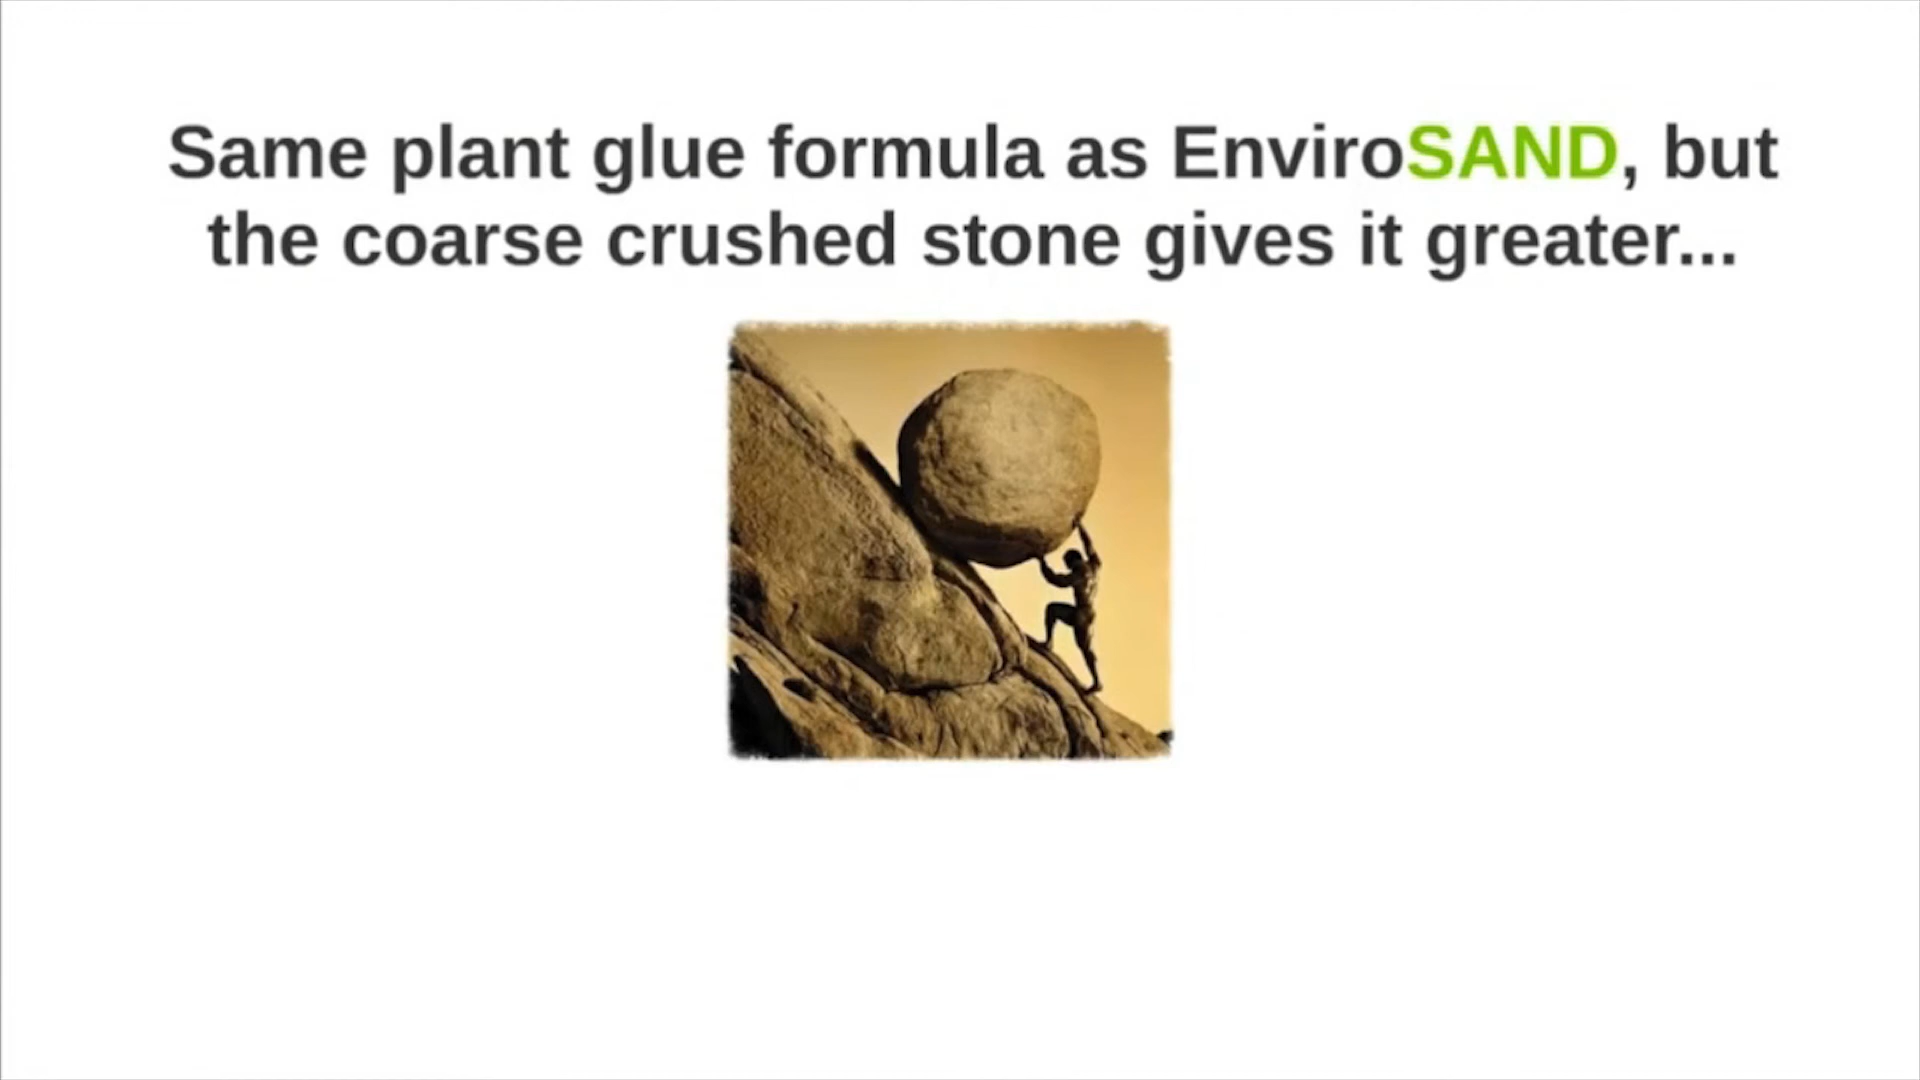 Same plant glue formula as EnviroSAND, but
the coarse crushed stone gives it greater...